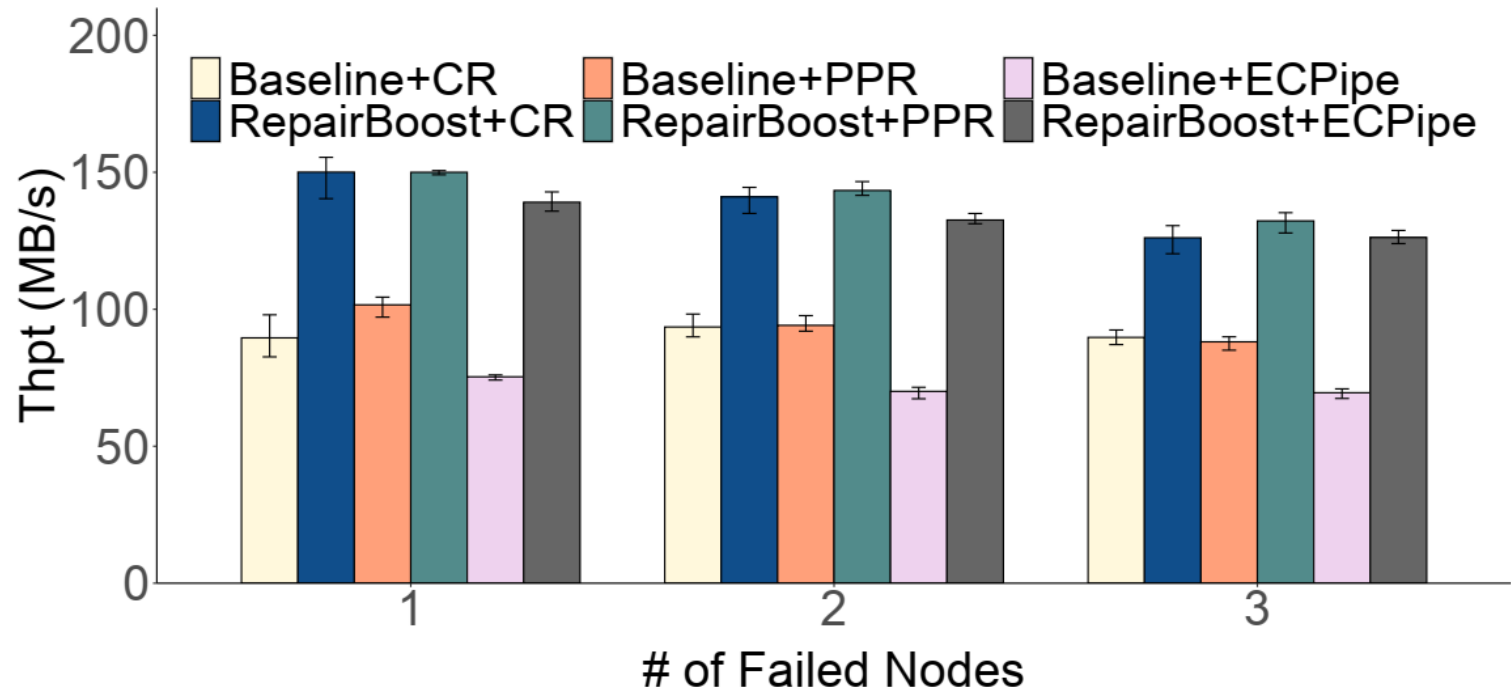 200
150
100
50
0
Thpt (MB/s)
Baseline+CR Baseline+PPR Baseline+ECPipe
RepairBoost+CR RepairBoost+PPR RepairBoost+ECPipe
1 2 3
# of Failed Nodes